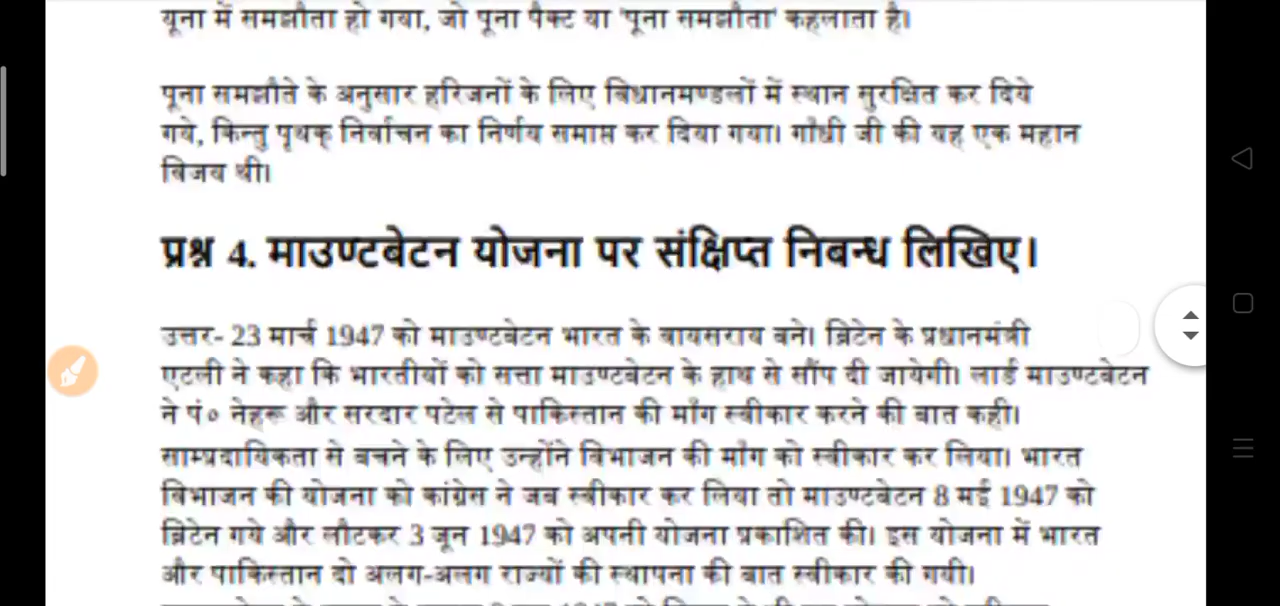 पूना में समझौता हो गया, जो पूना पैक्ट या 'पूना समझौता' कहलाता है।
पूना समझौते के अनुसार हरिजनों के लिए विधानमण्डलों में स्थान सुरक्षित कर दिये
गये, किन्तु पृथक् निर्वाचन का निर्णय समाप्त कर दिया गया। गाँधी जी की यह एक महान
विजय थी।
प्रश्न 4. माउण्टबेटन योजना पर संक्षिप्त निबन्ध लिखिए।
उत्तर- 23 मार्च 1947 को माउण्टबेटन भारत के वायसराय बने। ब्रिटेन के प्रधानमंत्री
एटली ने कहा कि भारतीयों को सत्ता माउण्टबेटन के हाथ से सौंप दी जायेगी। लार्ड माउण्टबेटन
ने पं० नेहरू और सरदार पटेल से पाकिस्तान की माँग स्वीकार करने की बात कही।
साम्प्रदायिकता से बचने के लिए उन्होंने विभाजन की माँग को स्वीकार कर लिया। भारत
विभाजन की योजना को कांग्रेस ने जब स्वीकार कर लिया तो माउण्टबेटन 8 मई 1947 को
ब्रिटेन गये और लौटकर 3 जून 1947 को अपनी योजना प्रकाशित की। इस योजना में भारत
और पाकिस्तान दो अलग-अलग राज्यों की स्थापना की बात स्वीकार की गयी।